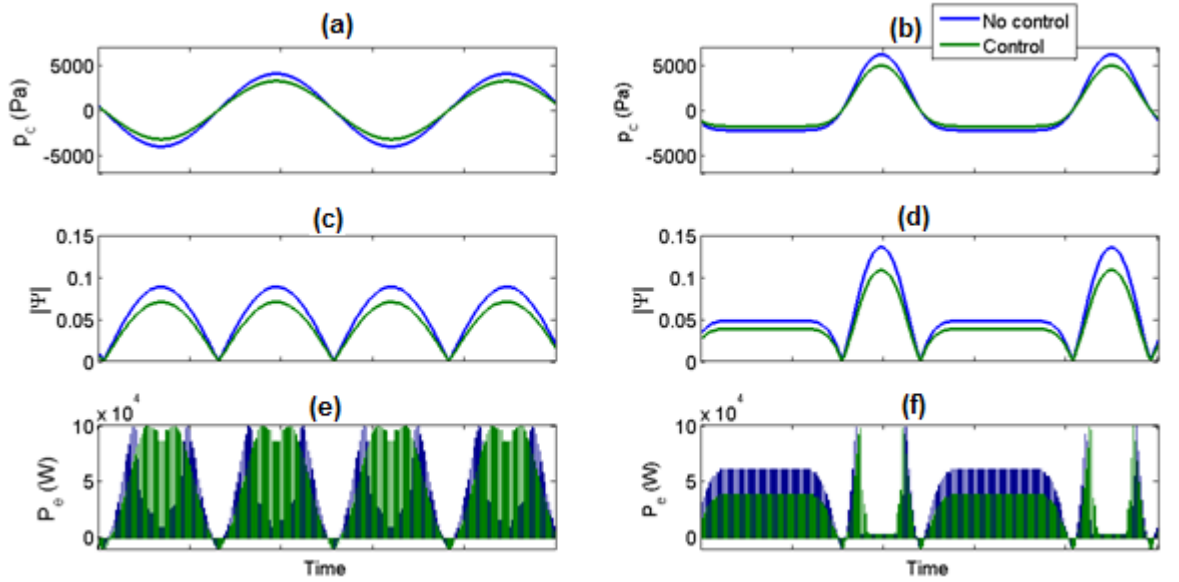 (a)
(b)
No control
Control
5000
0
-5000
p_c (Pa)
5000
0
-5000
p_c (Pa)
(c)
(d)
0.15
0.1
0.05
0
|Ψ|
0.15
0.1
0.05
0
|Ψ|
(e)
(f)
x 10^4
10
5
0
P_e (W)
Time
x 10^4
10
5
0
P_e (W)
Time